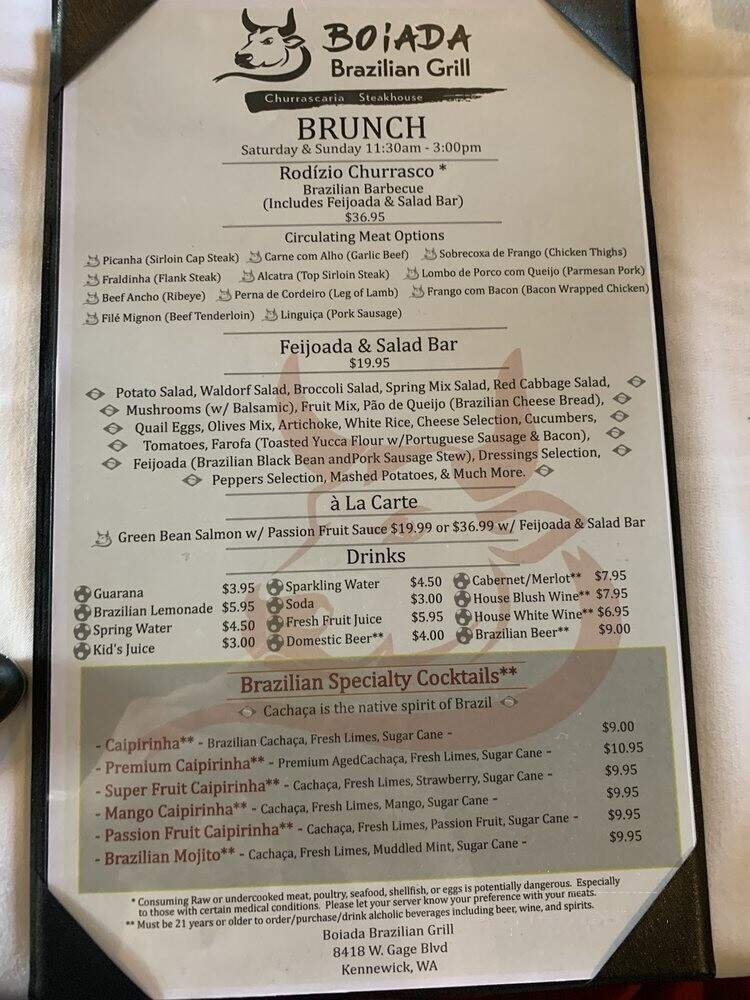 BOiADA
Brazilian Grill
Churrascaria Steakhouse
BRUNCH
Saturday & Sunday 11:30am - 3:00pm
Rodízio Churrasco *
Brazilian Barbecue
(Includes Feijoada & Salad Bar)
$36.95
Circulating Meat Options
Picanha (Sirloin Cap Steak) Carne com Alho (Garlic Beef) Sobrecoxa de Frango (Chicken Thighs)
Fraldinha (Flank Steak) Alcatra (Top Sirloin Steak) Lombo de Porco com Queijo (Parmesan Pork)
Beef Ancho (Ribeye) Perna de Cordeiro (Leg of Lamb) Frango com Bacon (Bacon Wrapped Chicken)
Filé Mignon (Beef Tenderloin) Linguiça (Pork Sausage)
Feijoada & Salad Bar
$19.95
Potato Salad, Waldorf Salad, Broccoli Salad, Spring Mix Salad, Red Cabbage Salad,
Mushrooms (w/ Balsamic), Fruit Mix, Pão de Queijo (Brazilian Cheese Bread),
Quail Eggs, Olives Mix, Artichoke, White Rice, Cheese Selection, Cucumbers,
Tomatoes, Farofa (Toasted Yucca Flour w/Portuguese Sausage & Bacon),
Feijoada (Brazilian Black Bean andPork Sausage Stew), Dressings Selection,
Peppers Selection, Mashed Potatoes, & Much More.
à La Carte
Green Bean Salmon w/ Passion Fruit Sauce $19.99 or $36.99 w/ Feijoada & Salad Bar
Drinks
Guarana $3.95 Sparkling Water $4.50 Cabernet/Merlot** $7.95
Brazilian Lemonade $5.95 Soda $3.00 House Blush Wine** $7.95
Spring Water $4.50 Fresh Fruit Juice $5.95 House White Wine** $6.95
Kid's Juice $3.00 Domestic Beer** $4.00 Brazilian Beer** $9.00
Brazilian Specialty Cocktails**
Cachaça is the native spirit of Brazil
- Caipirinha** - Brazilian Cachaça, Fresh Limes, Sugar Cane - $9.00
- Premium Caipirinha** - Premium AgedCachaça, Fresh Limes, Sugar Cane - $10.95
- Super Fruit Caipirinha** - Cachaça, Fresh Limes, Strawberry, Sugar Cane - $9.95
- Mango Caipirinha** - Cachaça, Fresh Limes, Mango, Sugar Cane - $9.95
- Passion Fruit Caipirinha** - Cachaça, Fresh Limes, Passion Fruit, Sugar Cane - $9.95
- Brazilian Mojito** - Cachaça, Fresh Limes, Muddled Mint, Sugar Cane - $9.95
* Consuming Raw or undercooked meat, poultry, seafood, shellfish, or eggs is potentially dangerous. Especially
to those with certain medical conditions. Please let your server know your preference with your meats.
** Must be 21 years or older to order/purchase/drink alcholic beverages including beer, wine, and spirits.
Boiada Brazilian Grill
8418 W. Gage Blvd
Kennewick, WA